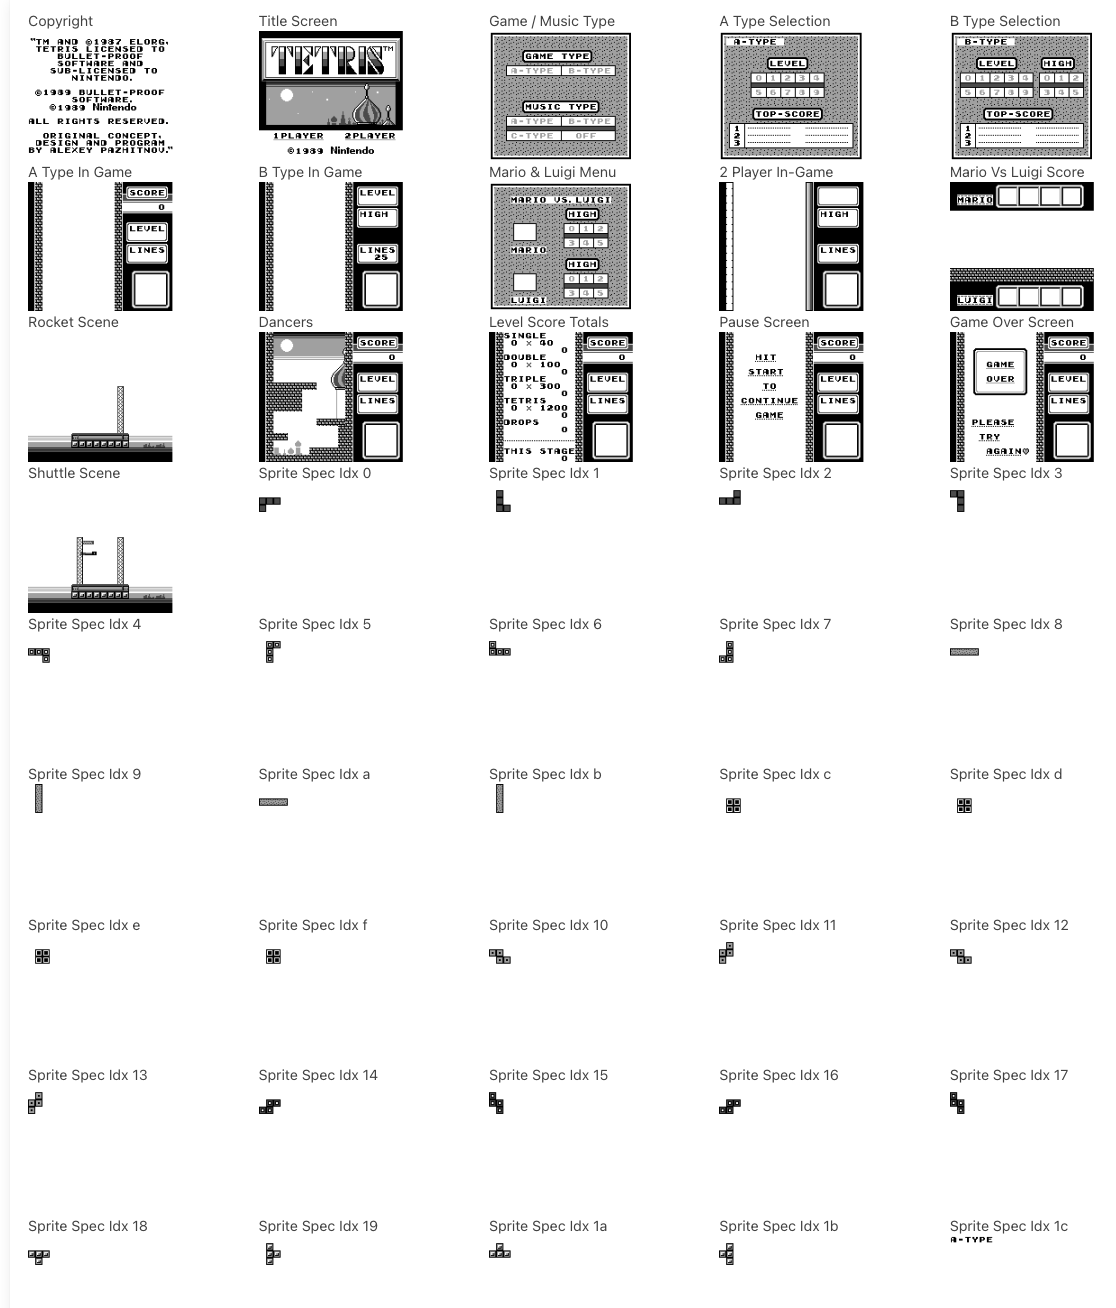 Copyright
Title Screen
Game / Music Type
A Type Selection
B Type Selection
"TM AND ©1987 ELORG,
TETRIS LICENSED TO
BULLET-PROOF
SOFTWARE AND
SUB-LICENSED TO
NINTENDO.
©1989 BULLET-PROOF
SOFTWARE.
©1989 Nintendo
ALL RIGHTS RESERVED.
ORIGINAL CONCEPT,
DESIGN AND PROGRAM
BY ALEXEY PAZHITNOV."
TETRIS™
1PLAYER 2PLAYER
©1989 Nintendo
GAME TYPE
A-TYPE B-TYPE
MUSIC TYPE
A-TYPE B-TYPE
C-TYPE OFF
A-TYPE
LEVEL
0 1 2 3 4
5 6 7 8 9
TOP-SCORE
1
2
3
B-TYPE
LEVEL HIGH
0 1 2 3 4 0 1 2
5 6 7 8 9 3 4 5
TOP-SCORE
1
2
3
A Type In Game
B Type In Game
Mario & Luigi Menu
2 Player In-Game
Mario Vs Luigi Score
SCORE
0
LEVEL
LINES
LEVEL
HIGH
LINES
25
MARIO VS.LUIGI
HIGH
0 1 2
3 4 5
MARIO
HIGH
0 1 2
3 4 5
LUIGI
HIGH
LINES
MARIO
LUIGI
Rocket Scene
Dancers
Level Score Totals
Pause Screen
Game Over Screen
SCORE
0
LEVEL
LINES
SINGLE
0 × 40
0
DOUBLE
0 × 100
0
TRIPLE
0 × 300
0
TETRIS
0 × 1200
0
DROPS
0
THIS STAGE
0
SCORE
0
LEVEL
LINES
HIT
START
TO
CONTINUE
GAME
SCORE
0
LEVEL
LINES
GAME
OVER
PLEASE
TRY
AGAIN♥
SCORE
0
LEVEL
LINES
Shuttle Scene
Sprite Spec Idx 0
Sprite Spec Idx 1
Sprite Spec Idx 2
Sprite Spec Idx 3
Sprite Spec Idx 4
Sprite Spec Idx 5
Sprite Spec Idx 6
Sprite Spec Idx 7
Sprite Spec Idx 8
Sprite Spec Idx 9
Sprite Spec Idx a
Sprite Spec Idx b
Sprite Spec Idx c
Sprite Spec Idx d
Sprite Spec Idx e
Sprite Spec Idx f
Sprite Spec Idx 10
Sprite Spec Idx 11
Sprite Spec Idx 12
Sprite Spec Idx 13
Sprite Spec Idx 14
Sprite Spec Idx 15
Sprite Spec Idx 16
Sprite Spec Idx 17
Sprite Spec Idx 18
Sprite Spec Idx 19
Sprite Spec Idx 1a
Sprite Spec Idx 1b
Sprite Spec Idx 1c
A-TYPE